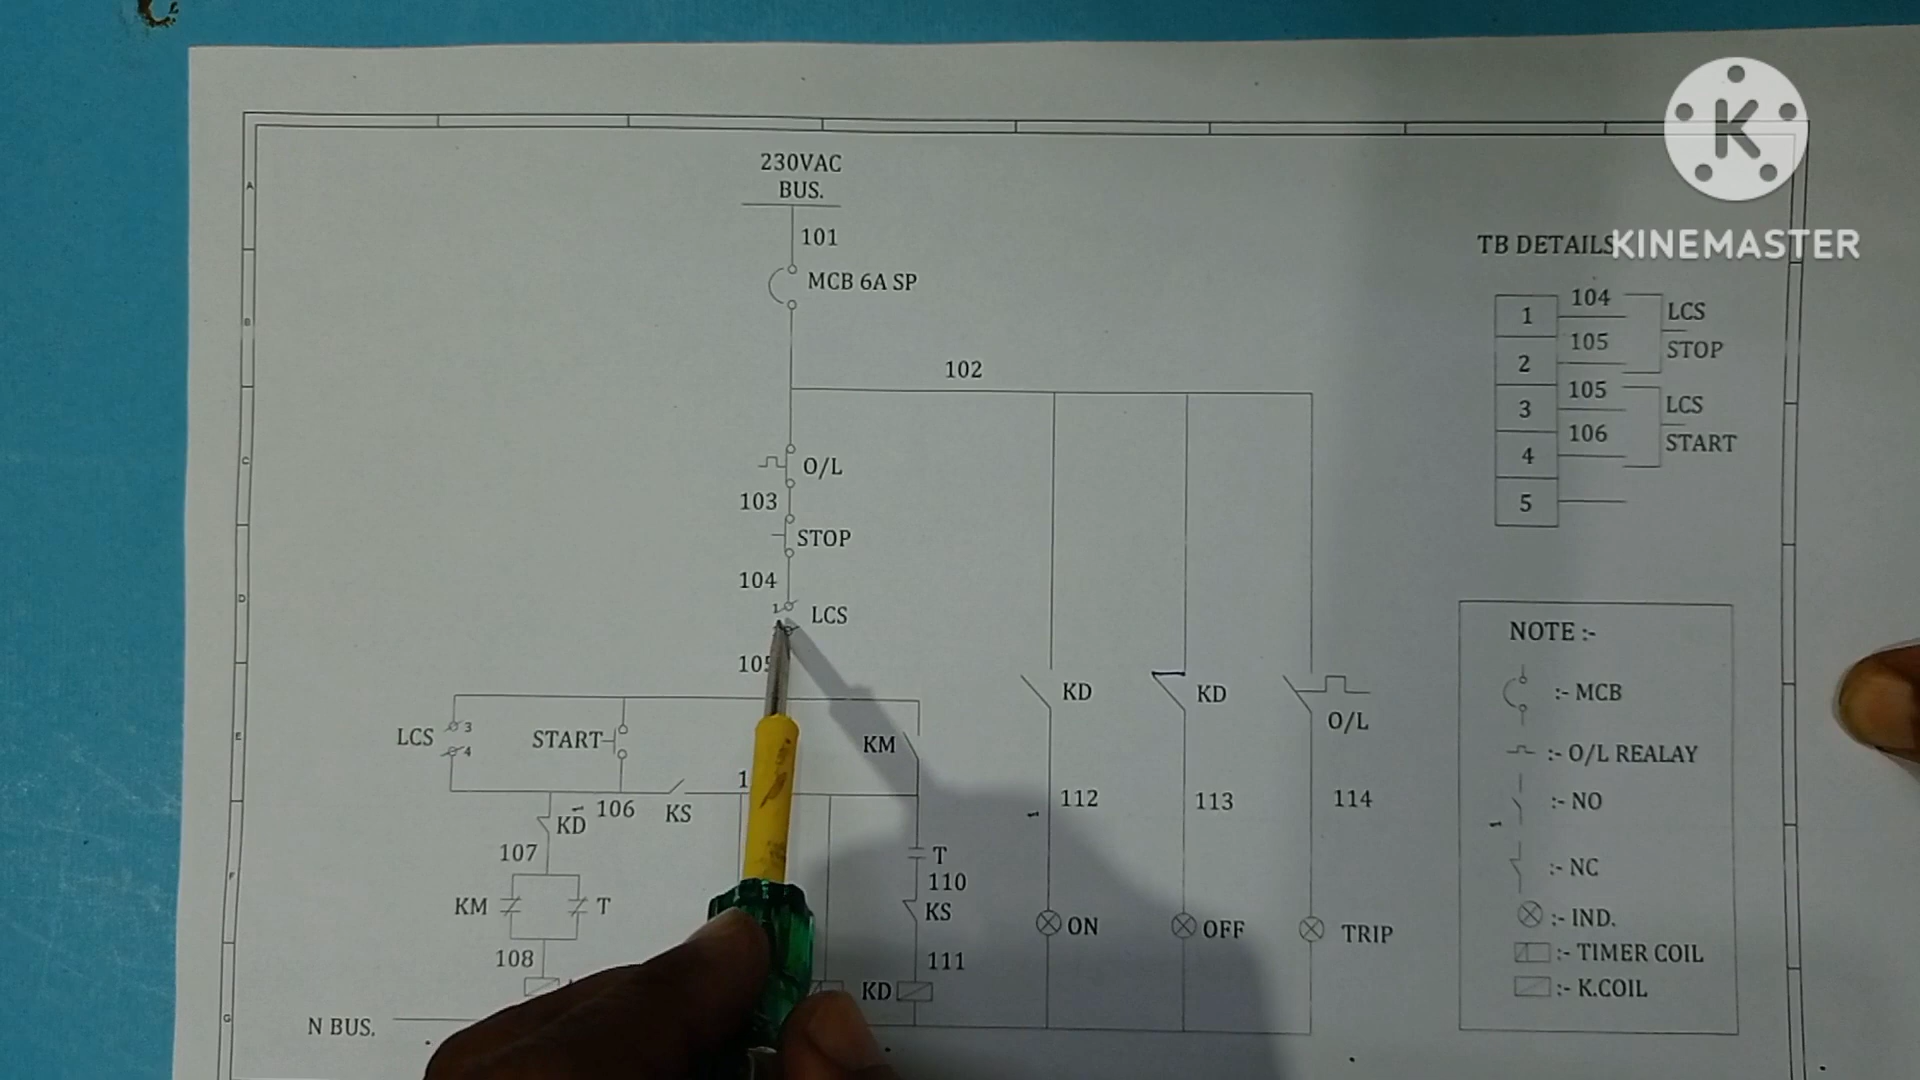 230VAC
BUS.
101
MCB 6A SP
102
O/L
103
STOP
104
1
LCS
105
LCS
3
4
START
KM
106
KS
KD
107
KM
T
108
T
110
KS
111
KD
N BUS.
KD
112
ON
KD
113
OFF
O/L
114
TRIP
K
KINEMASTER
TB DETAILS
1
104
LCS
2
105
STOP
3
105
LCS
4
106
START
5
NOTE :-
:- MCB
:- O/L REALAY
:- NO
:- NC
:- IND.
:- TIMER COIL
:- K.COIL
A
B
C
D
E
F
G